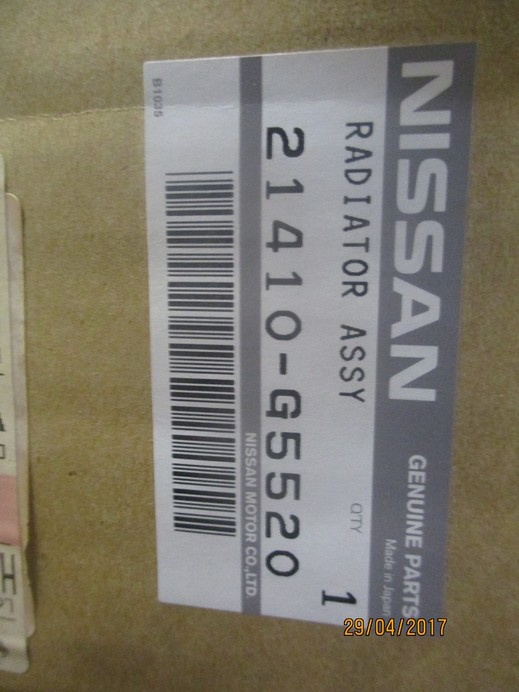 NISSAN GENUINE PARTS
Made in Japan
RADIATOR ASSY
QTY 1
21410-G5520
NISSAN MOTOR CO.,LTD.
B1035
29/04/2017